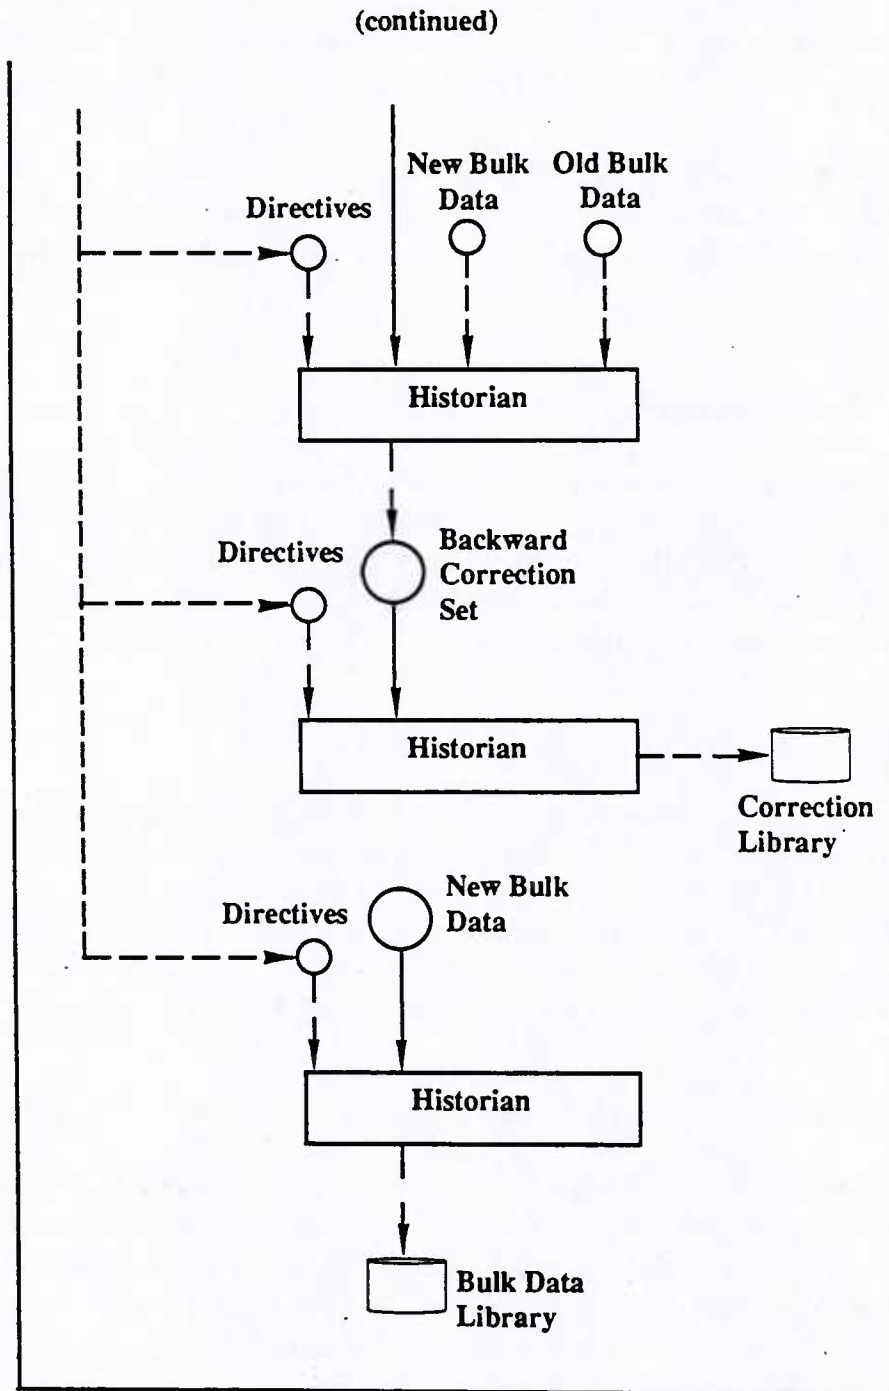 (continued)
New Bulk
Data
Old Bulk
Data
Directives
Historian
Directives
Backward
Correction
Set
Historian
Correction
Library
New Bulk
Data
Directives
Historian
Bulk Data
Library